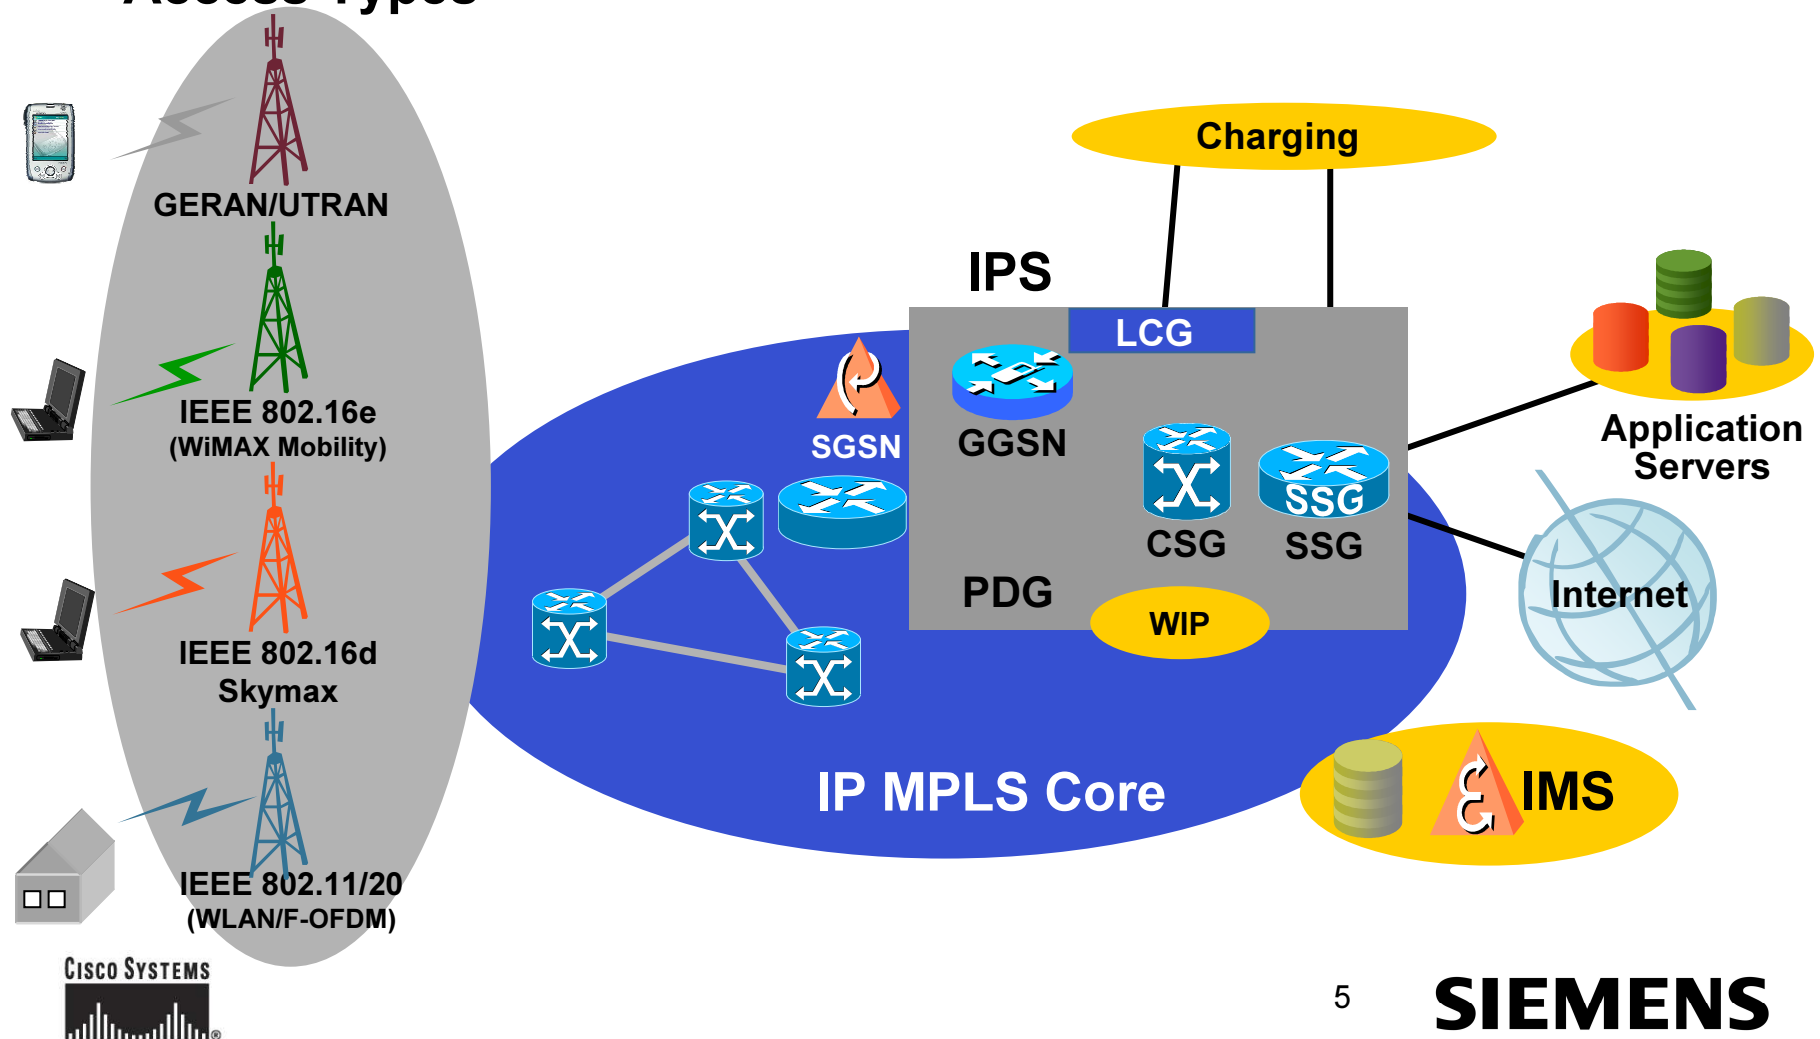 Access Types
GERAN/UTRAN
IEEE 802.16e
(WiMAX Mobility)
IEEE 802.16d
Skymax
IEEE 802.11/20
(WLAN/F-OFDM)
Charging
IPS
LCG
SGSN
GGSN
CSG
SSG
SSG
PDG
WIP
IP MPLS Core
Application
Servers
Internet
IMS
CISCO SYSTEMS
®
5
SIEMENS